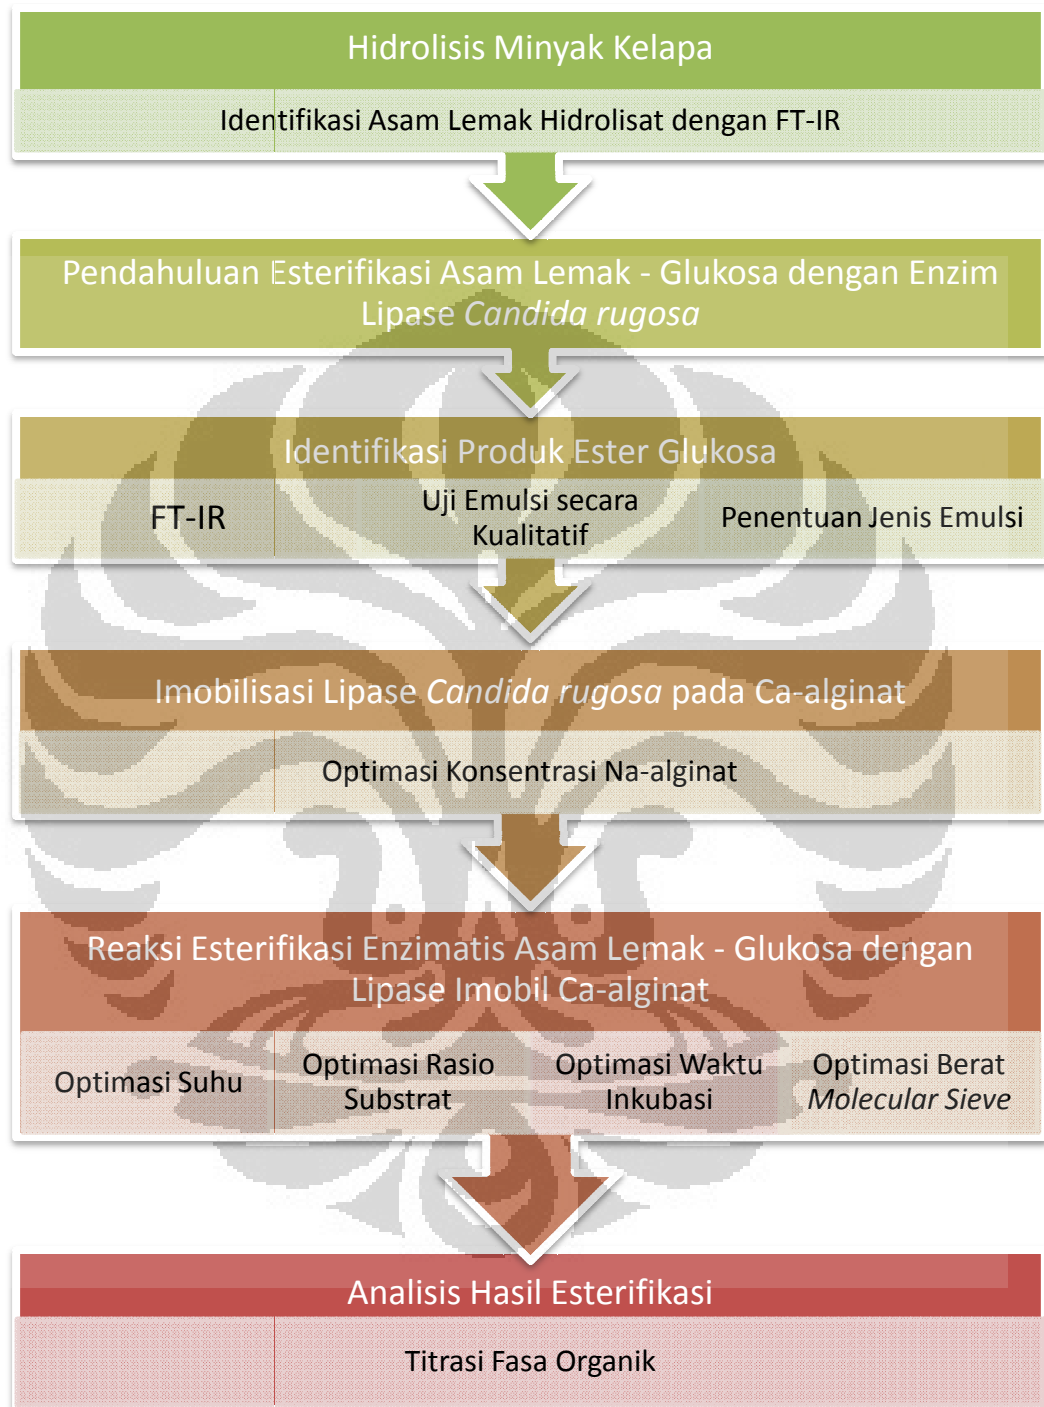 Hidrolisis Minyak Kelapa
Identifikasi Asam Lemak Hidrolisat dengan FT-IR
Pendahuluan Esterifikasi Asam Lemak - Glukosa dengan Enzim
Lipase Candida rugosa
Identifikasi Produk Ester Glukosa
FT-IR
Uji Emulsi secara
Kualitatif
Penentuan Jenis Emulsi
Imobilisasi Lipase Candida rugosa pada Ca-alginat
Optimasi Konsentrasi Na-alginat
Reaksi Esterifikasi Enzimatis Asam Lemak - Glukosa dengan
Lipase Imobil Ca-alginat
Optimasi Suhu
Optimasi Rasio
Substrat
Optimasi Waktu
Inkubasi
Optimasi Berat
Molecular Sieve
Analisis Hasil Esterifikasi
Titrasi Fasa Organik